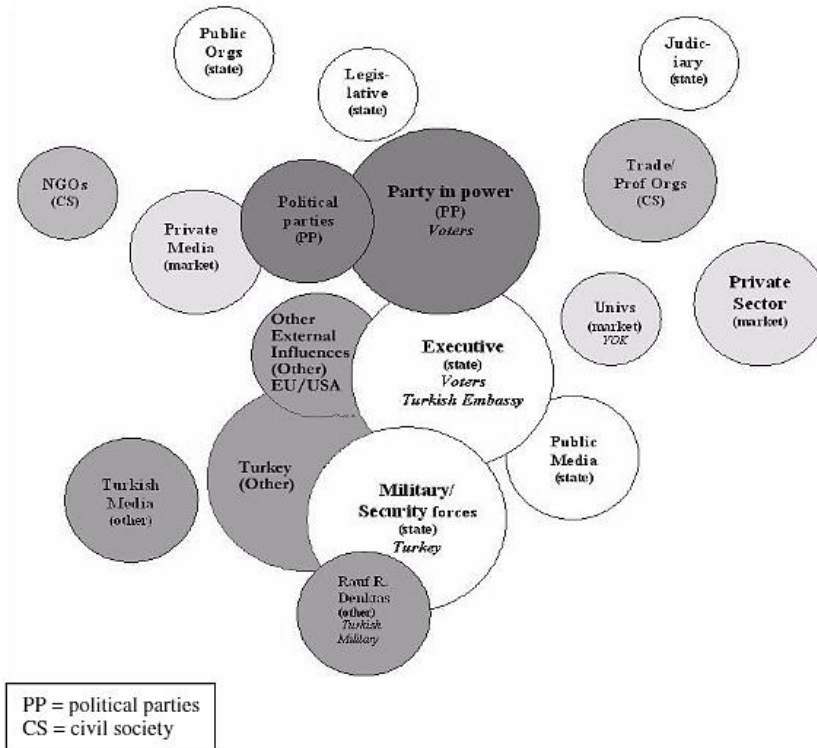 Public
Orgs
(state)
Legis-
lative
(state)
Judic-
iary
(state)
NGOs
(CS)
Private
Media
(market)
Political
parties
(PP)
Party in power
(PP)
Voters
Trade/
Prof Orgs
(CS)
Univs
(market)
YOK
Private
Sector
(market)
Other
External
Influences
(Other)
EU/USA
Executive
(state)
Voters
Turkish Embassy
Turkish
Media
(other)
Turkey
(Other)
Military/
Security forces
(state)
Turkey
Public
Media
(state)
Rauf R.
Denktas
(other)
Turkish
Military
PP = political parties
CS = civil society